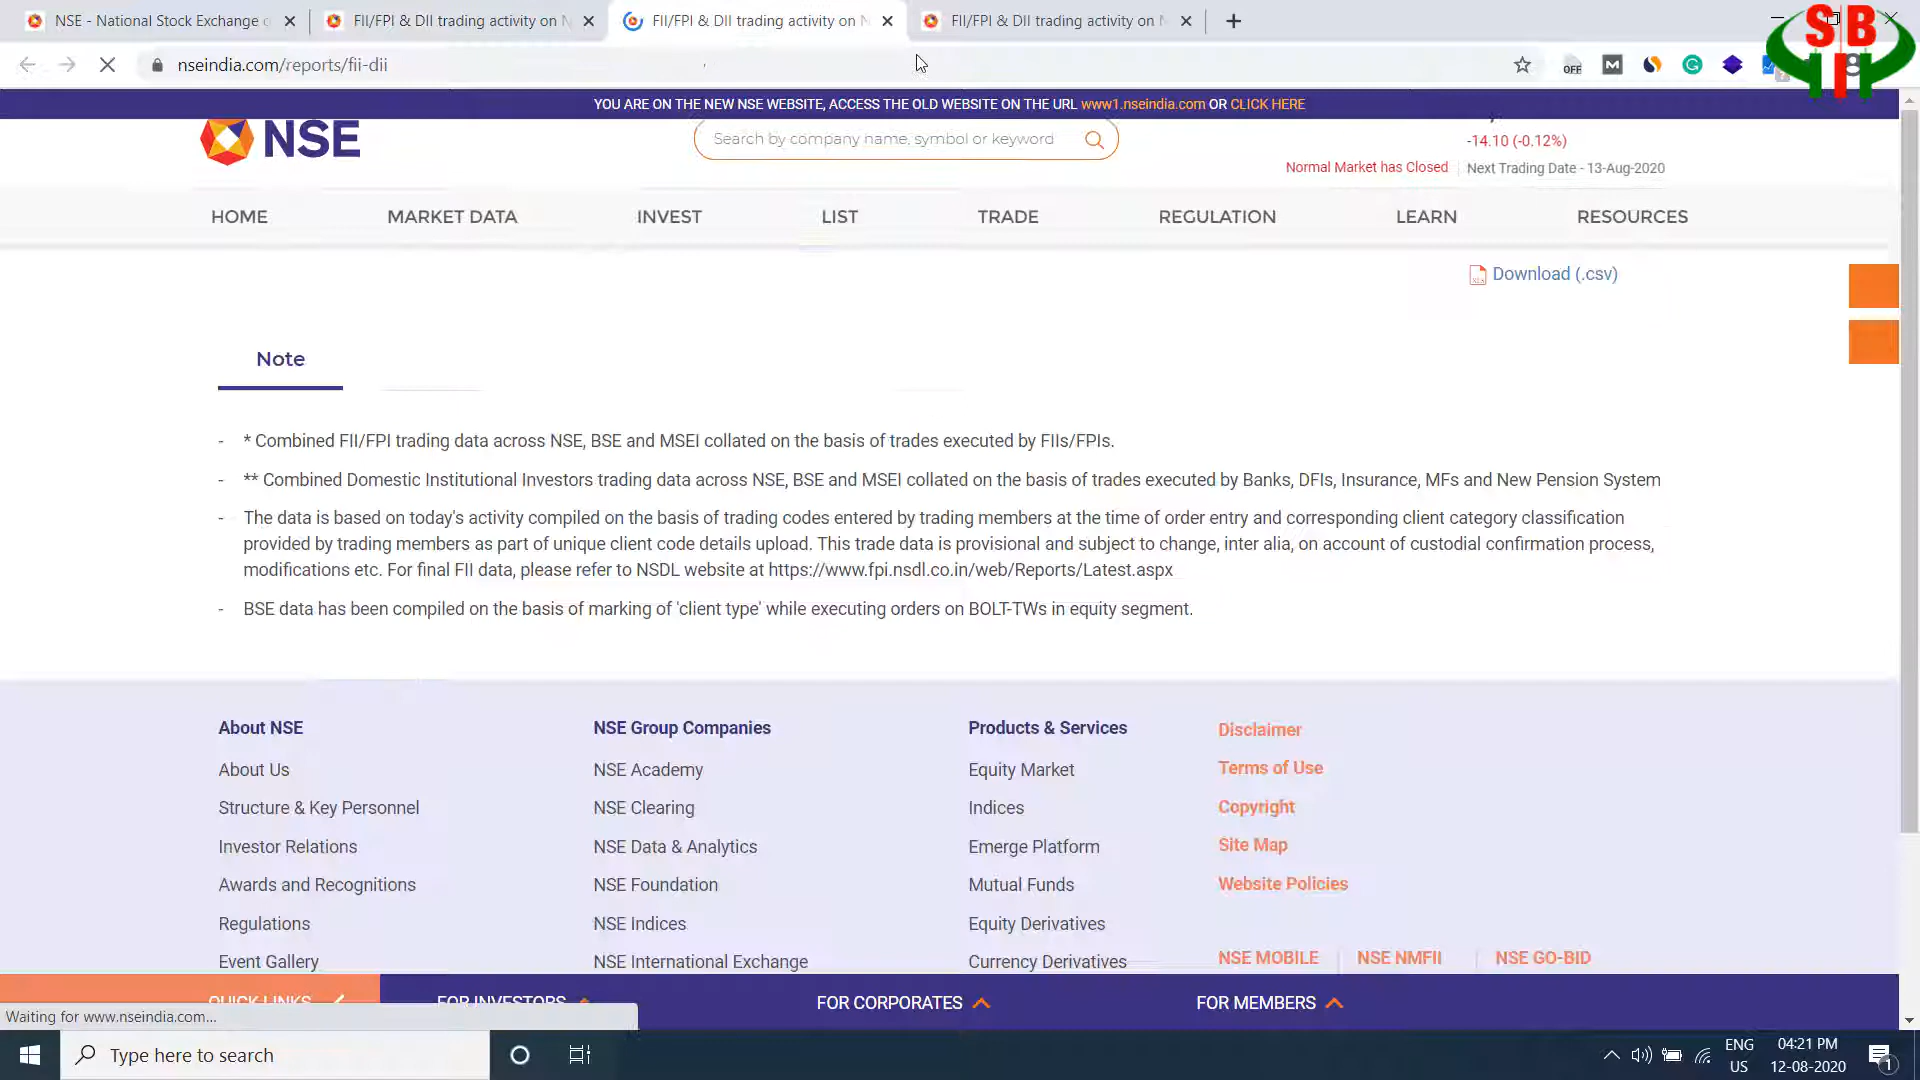 NSE - National Stock Exchange o
FII/FPI & DII trading activity on N
FII/FPI & DII trading activity on N
FII/FPI & DII trading activity on N
nseindia.com/reports/fii-dii
OFF
SB
YOU ARE ON THE NEW NSE WEBSITE, ACCESS THE OLD WEBSITE ON THE URL www1.nseindia.com OR CLICK HERE
NSE
Search by company name, symbol or keyword
-14.10 (-0.12%)
Normal Market has Closed
Next Trading Date - 13-Aug-2020
HOME
MARKET DATA
INVEST
LIST
TRADE
REGULATION
LEARN
RESOURCES
Download (.csv)
Note
- * Combined FII/FPI trading data across NSE, BSE and MSEI collated on the basis of trades executed by FIIs/FPIs.
- ** Combined Domestic Institutional Investors trading data across NSE, BSE and MSEI collated on the basis of trades executed by Banks, DFIs, Insurance, MFs and New Pension System
- The data is based on today's activity compiled on the basis of trading codes entered by trading members at the time of order entry and corresponding client category classification
provided by trading members as part of unique client code details upload. This trade data is provisional and subject to change, inter alia, on account of custodial confirmation process,
modifications etc. For final FII data, please refer to NSDL website at https://www.fpi.nsdl.co.in/web/Reports/Latest.aspx
- BSE data has been compiled on the basis of marking of 'client type' while executing orders on BOLT-TWs in equity segment.
About NSE
About Us
Structure & Key Personnel
Investor Relations
Awards and Recognitions
Regulations
Event Gallery
NSE Group Companies
NSE Academy
NSE Clearing
NSE Data & Analytics
NSE Foundation
NSE Indices
NSE International Exchange
Products & Services
Equity Market
Indices
Emerge Platform
Mutual Funds
Equity Derivatives
Currency Derivatives
Disclaimer
Terms of Use
Copyright
Site Map
Website Policies
NSE MOBILE
NSE NMFII
NSE GO-BID
QUICK LINKS
FOR INVESTORS
FOR CORPORATES
FOR MEMBERS
Waiting for www.nseindia.com...
Type here to search
ENG
US
04:21 PM
12-08-2020
1